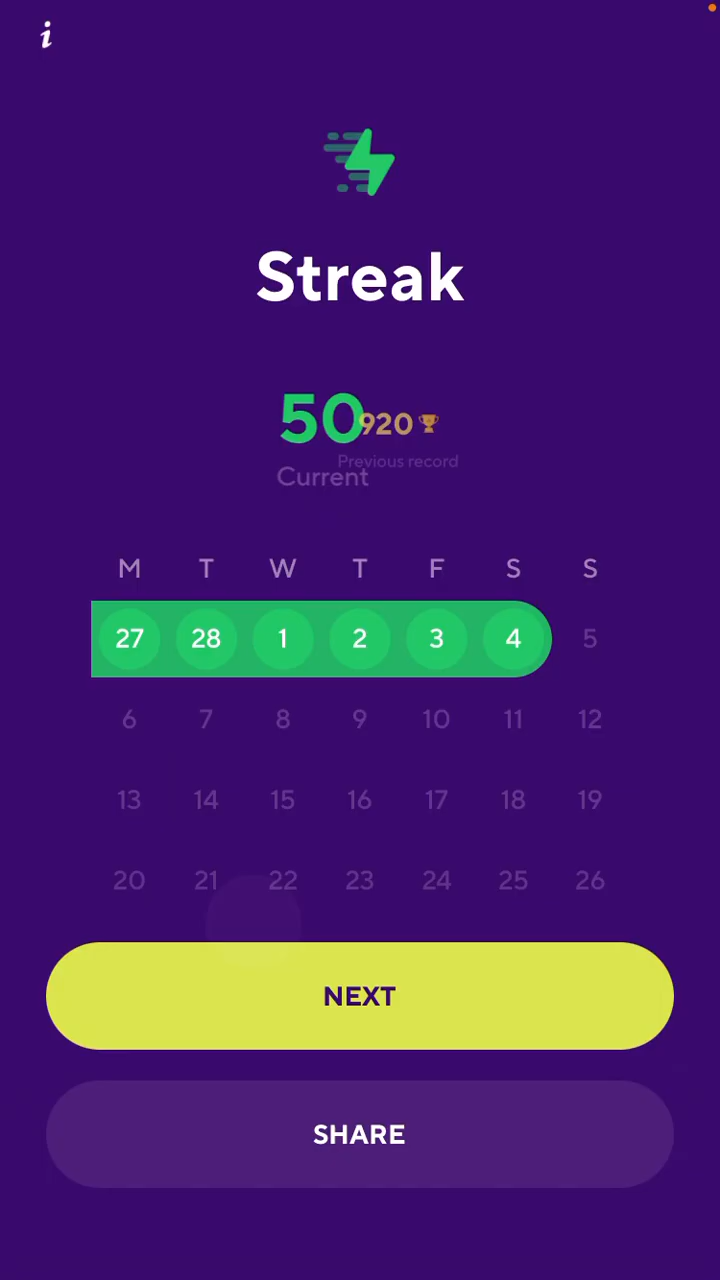 i
Streak
50
920
Current
Previous record
M T W T F S S
27 28 1 2 3 4 5
6 7 8 9 10 11 12
13 14 15 16 17 18 19
20 21 22 23 24 25 26
NEXT
SHARE